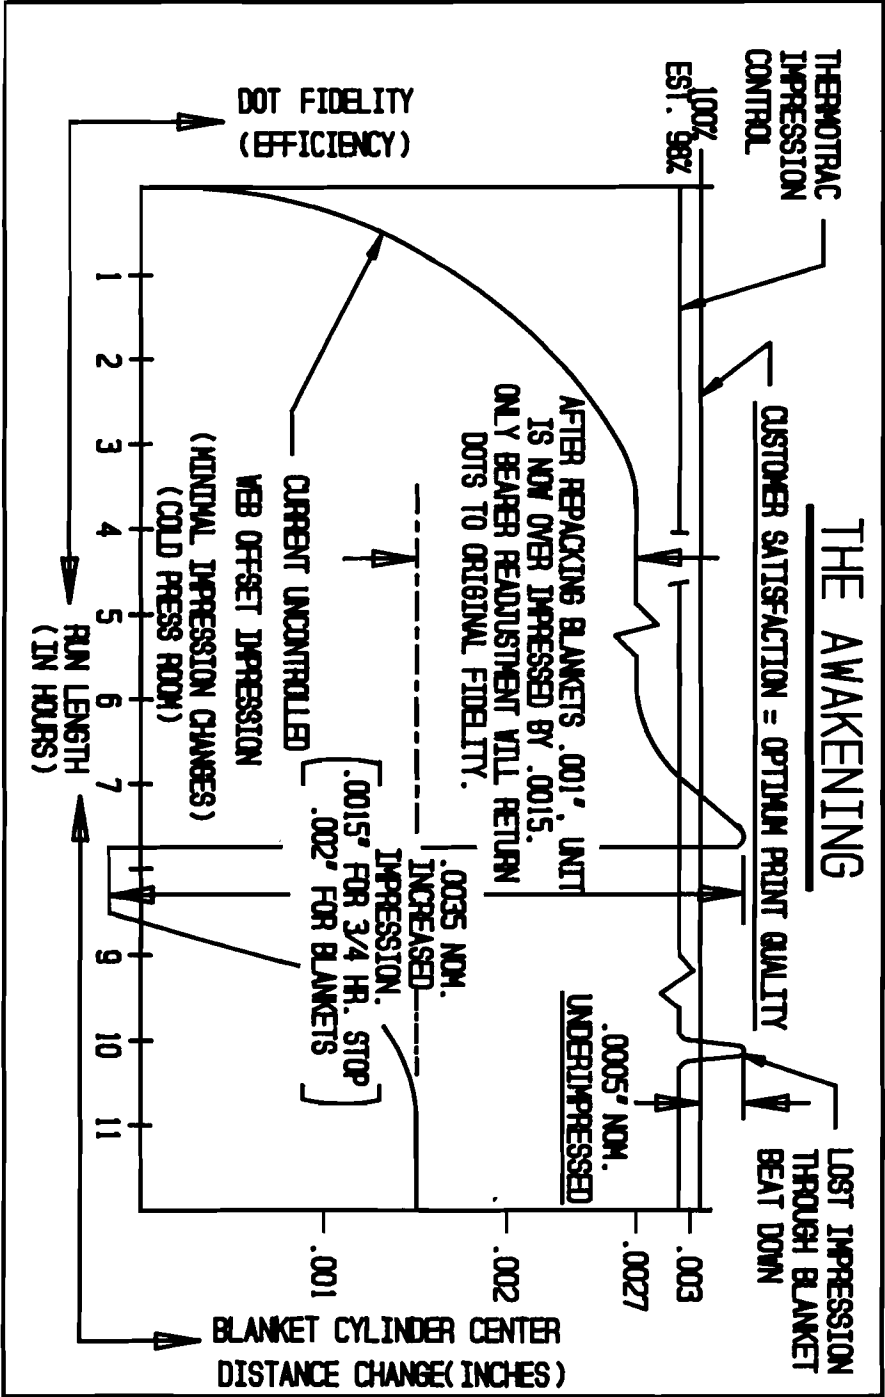 THE AWAKENING
THERMOTRAC
IMPRESSION
CONTROL
CUSTOMER SATISFACTION = OPTIMUM PRINT QUALITY
LOST IMPRESSION
THROUGH BLANKET
BEAT DOWN
100%
EST. 98%
DOT FIDELITY
(EFFICIENCY)
.0005" NOM.
UNDERIMPRESSED
AFTER REPACKING BLANKETS .001", UNIT
IS NOW OVER IMPRESSED BY .0015.
ONLY BEARER READJUSTMENT WILL RETURN
DOTS TO ORIGINAL FIDELITY.
.0035 NOM.
INCREASED
IMPRESSION.
.0015" FOR 3/4 HR. STOP
.002" FOR BLANKETS
CURRENT UNCONTROLLED
WEB OFFSET IMPRESSION
(MINIMAL IMPRESSION CHANGES)
(COLD PRESS ROOM)
.003
.0027
.002
.001
BLANKET CYLINDER CENTER
DISTANCE CHANGE(INCHES)
1 2 3 4 5 6 7 9 10 11
RUN LENGTH
(IN HOURS)